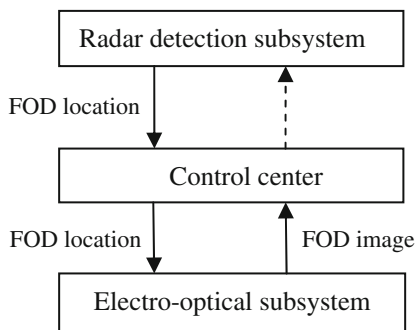 Radar detection subsystem
FOD location
Control center
FOD location
FOD image
Electro-optical subsystem